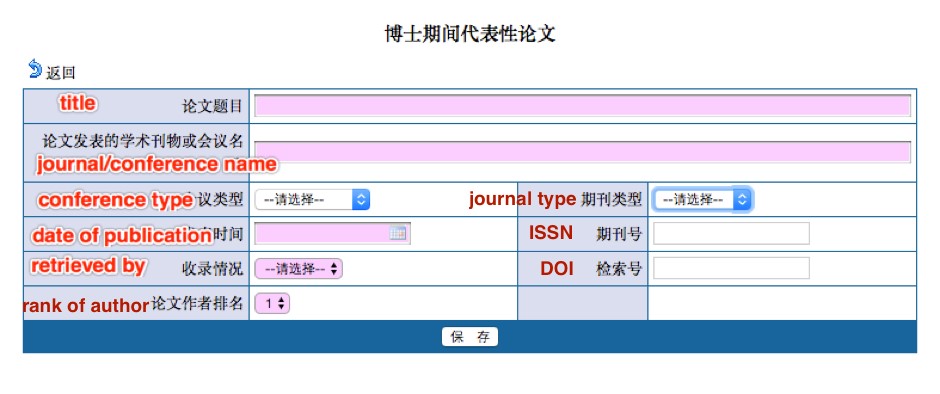 博士期间代表性论文
返回
title 论文题目
论文发表的学术刊物或会议名
journal/conference name
conference type 议类型 --请选择-- journal type 期刊类型 --请选择--
date of publication 时间 ISSN 期刊号
retrieved by 收录情况 --请选择-- DOI 检索号
rank of author 论文作者排名 1
保 存